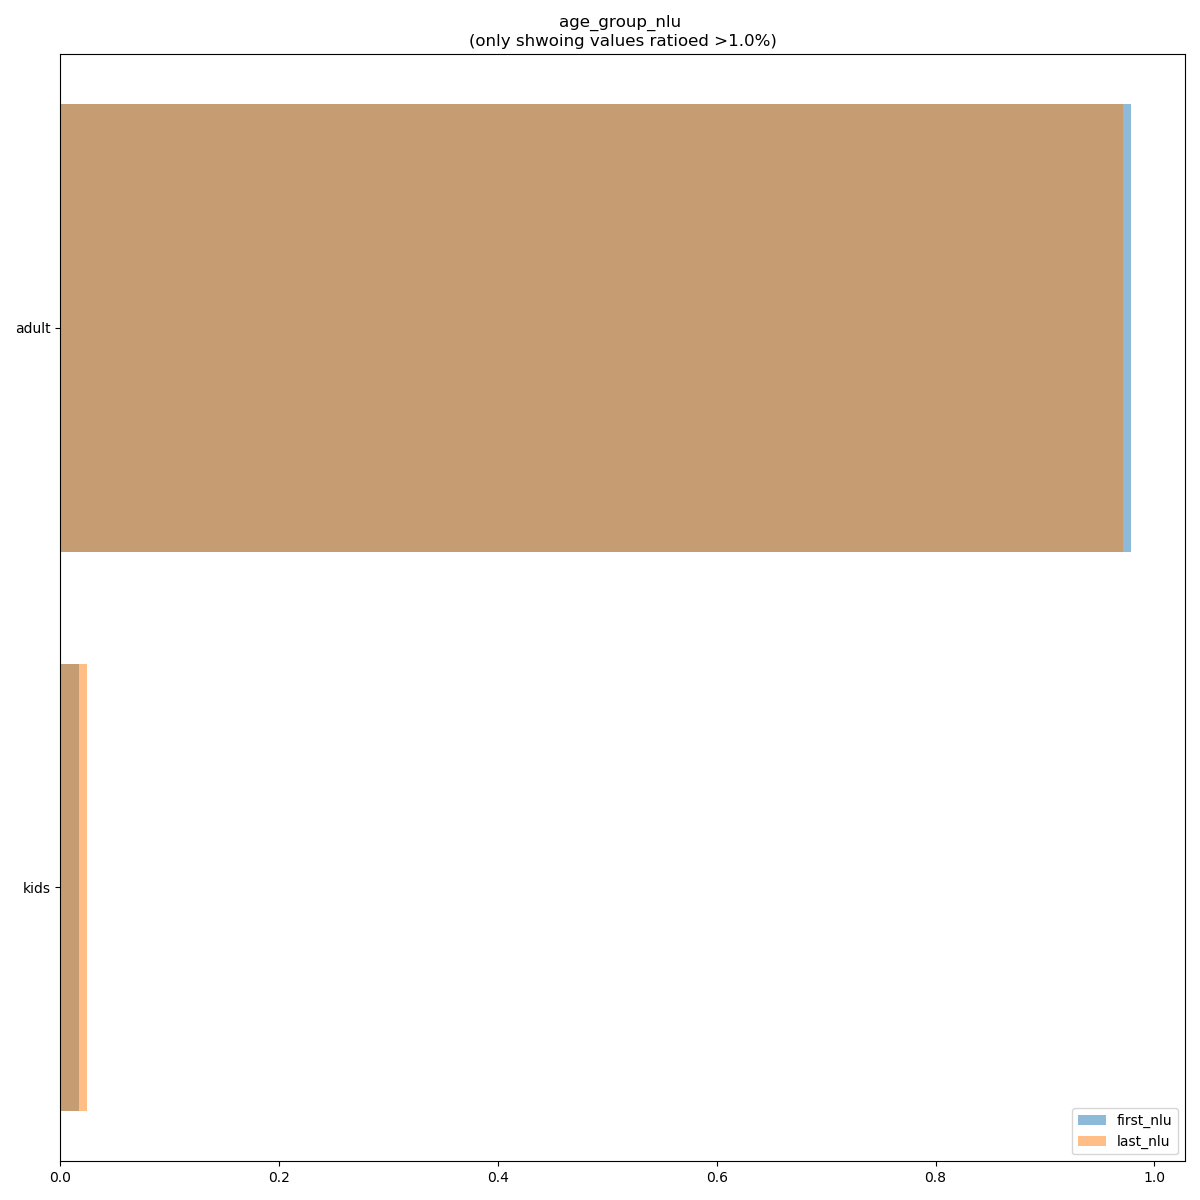 age_group_nlu
(only shwoing values ratioed >1.0%)
adult
kids
first_nlu
last_nlu
0.0 0.2 0.4 0.6 0.8 1.0